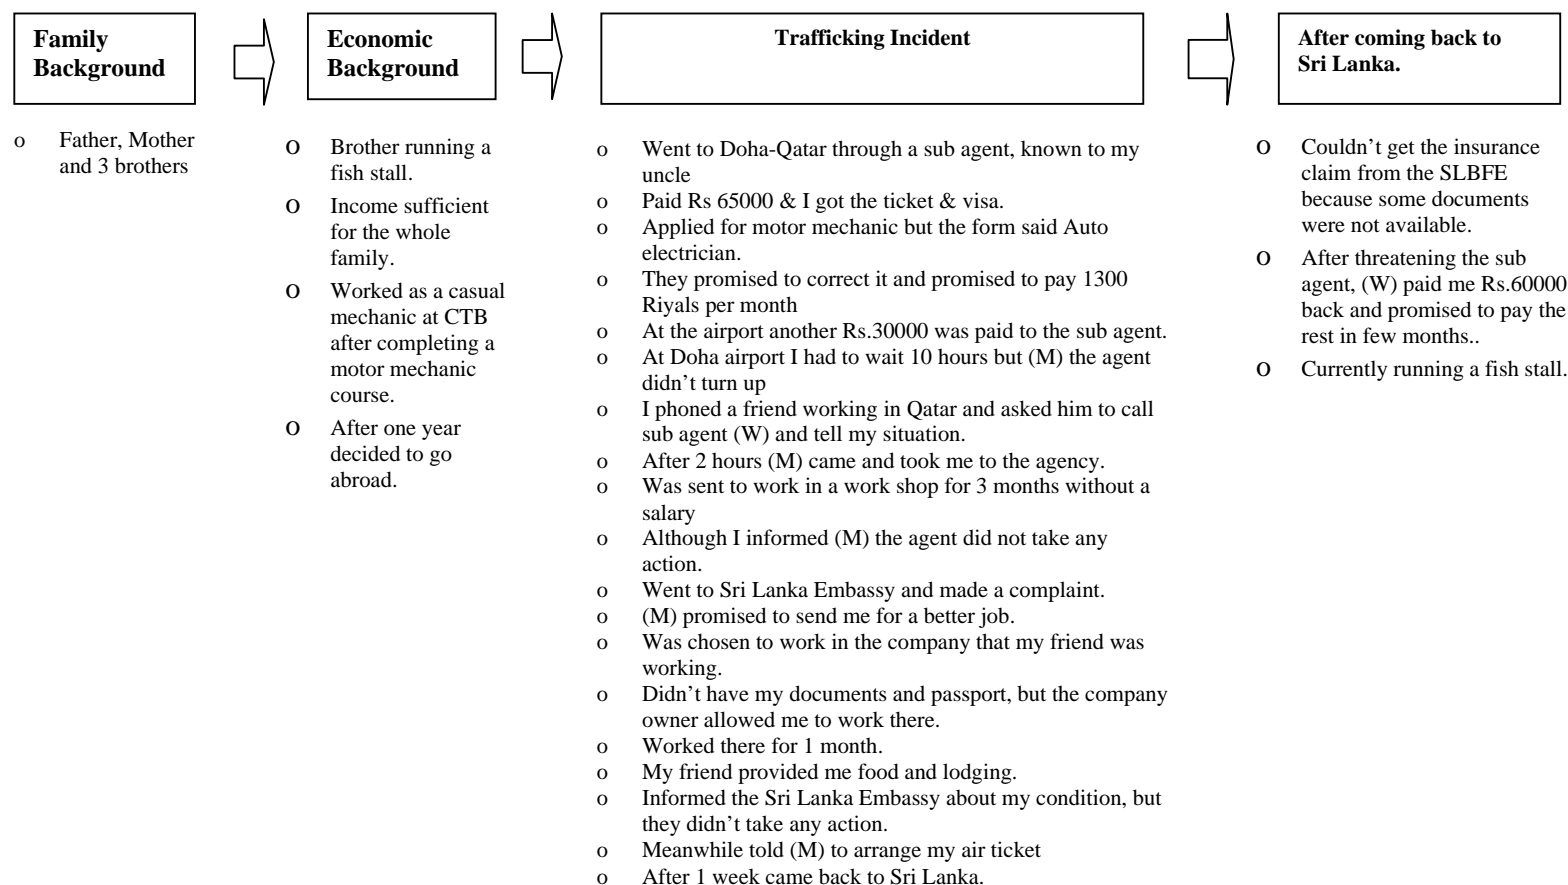 Family
Background
Economic
Background
Trafficking Incident
After coming back to
Sri Lanka.
o Father, Mother
and 3 brothers
o Brother running a
fish stall.
o Income sufficient
for the whole
family.
o Worked as a casual
mechanic at CTB
after completing a
motor mechanic
course.
o After one year
decided to go
abroad.
o Went to Doha-Qatar through a sub agent, known to my
uncle
o Paid Rs 65000 & I got the ticket & visa.
o Applied for motor mechanic but the form said Auto
electrician.
o They promised to correct it and promised to pay 1300
Riyals per month
o At the airport another Rs.30000 was paid to the sub agent.
o At Doha airport I had to wait 10 hours but (M) the agent
didn’t turn up
o I phoned a friend working in Qatar and asked him to call
sub agent (W) and tell my situation.
o After 2 hours (M) came and took me to the agency.
o Was sent to work in a work shop for 3 months without a
salary
o Although I informed (M) the agent did not take any
action.
o Went to Sri Lanka Embassy and made a complaint.
o (M) promised to send me for a better job.
o Was chosen to work in the company that my friend was
working.
o Didn’t have my documents and passport, but the company
owner allowed me to work there.
o Worked there for 1 month.
o My friend provided me food and lodging.
o Informed the Sri Lanka Embassy about my condition, but
they didn’t take any action.
o Meanwhile told (M) to arrange my air ticket
o After 1 week came back to Sri Lanka.
o Couldn’t get the insurance
claim from the SLBFE
because some documents
were not available.
o After threatening the sub
agent, (W) paid me Rs.60000
back and promised to pay the
rest in few months..
o Currently running a fish stall.